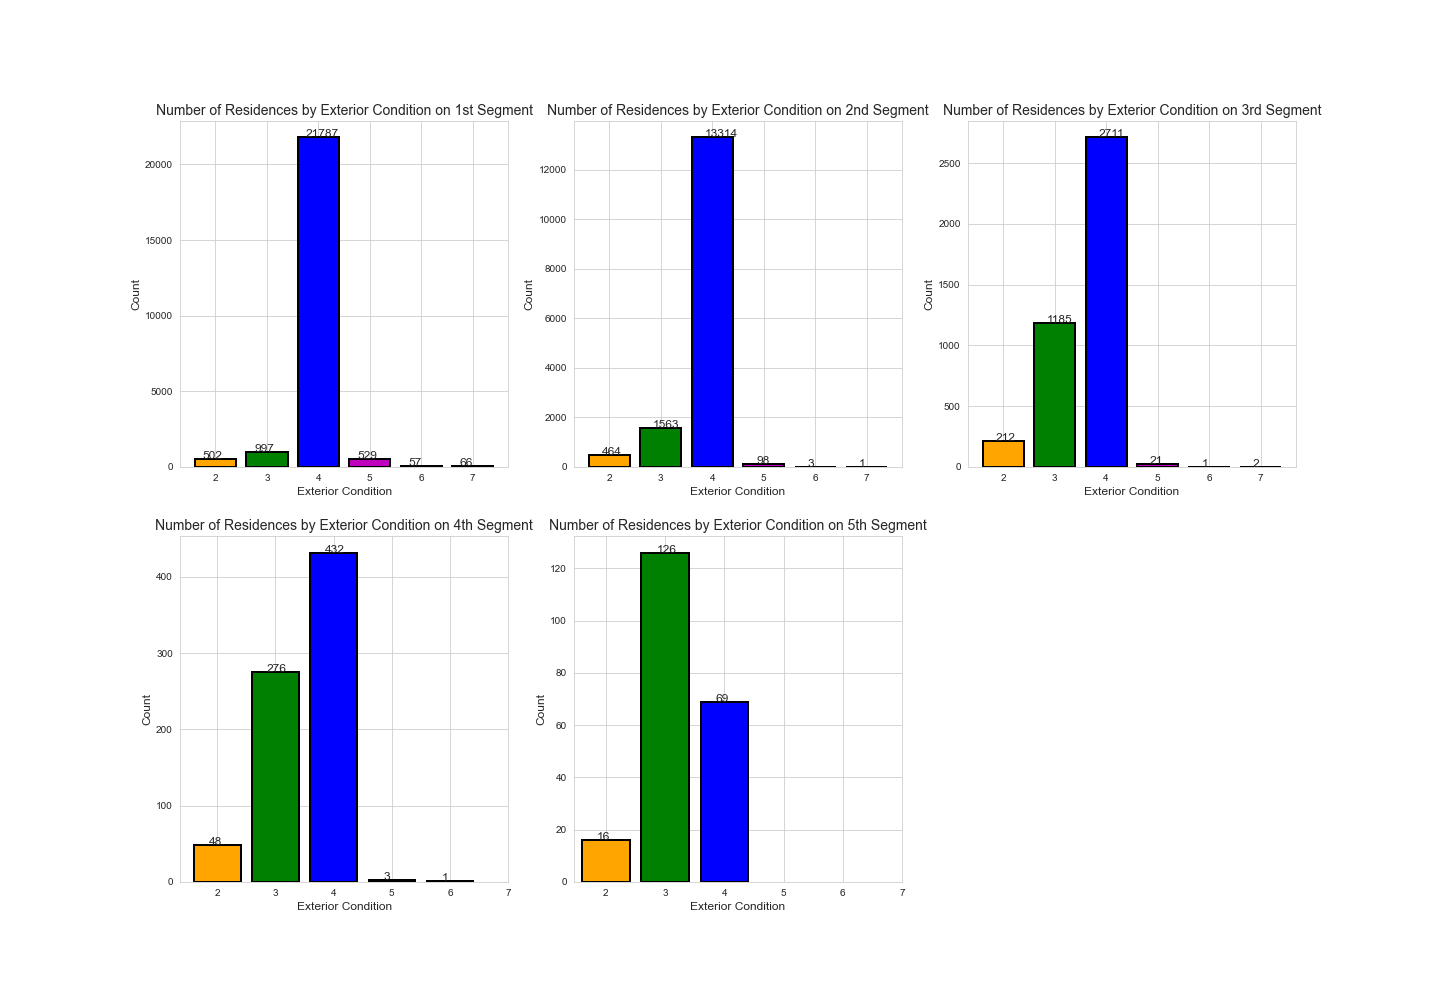 Number of Residences by Exterior Condition on 1st Segment
21787
20000
15000
10000
5000
0
Count
502
997
529
57
66
2 3 4 5 6 7
Exterior Condition
Number of Residences by Exterior Condition on 2nd Segment
13314
12000
10000
8000
6000
4000
2000
0
Count
464
1563
98
3
1
2 3 4 5 6 7
Exterior Condition
Number of Residences by Exterior Condition on 3rd Segment
2711
2500
2000
1500
1000
500
0
Count
212
1185
21
1
2
2 3 4 5 6 7
Exterior Condition
Number of Residences by Exterior Condition on 4th Segment
432
400
300
200
100
0
Count
48
276
3
1
2 3 4 5 6 7
Exterior Condition
Number of Residences by Exterior Condition on 5th Segment
126
120
100
80
60
40
20
0
Count
16
69
2 3 4 5 6 7
Exterior Condition